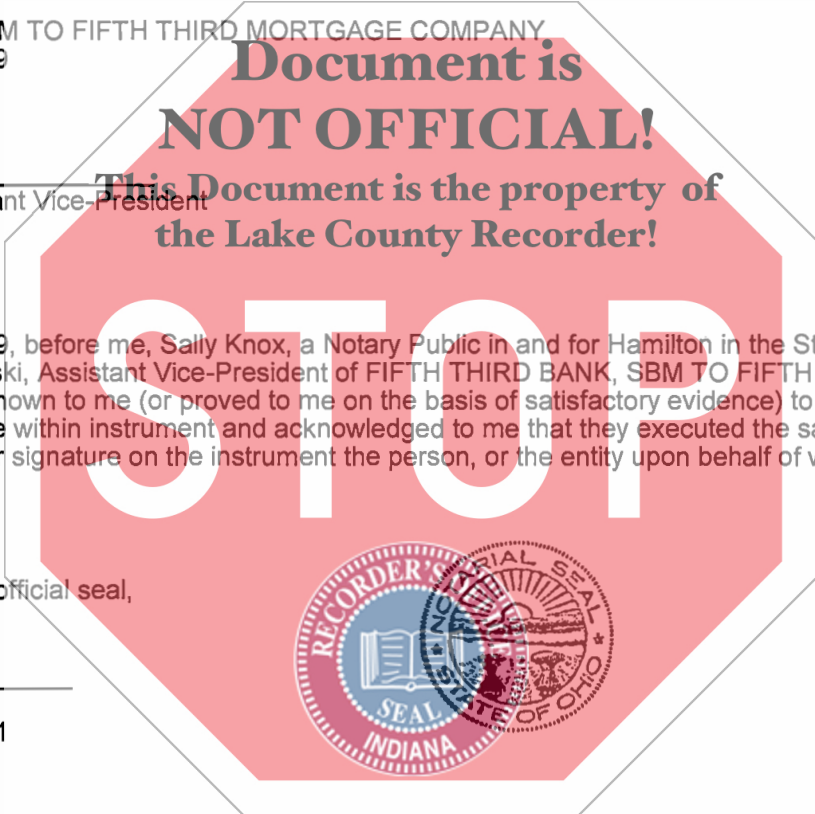 M TO FIFTH THIRD MORTGAGE COMPANY
9
Document is
NOT OFFICIAL!
This Document is the property of
nt Vice-President
the Lake County Recorder!
STOP
9, before me, Sally Knox, a Notary Public in and for Hamilton in the St
ki, Assistant Vice-President of FIFTH THIRD BANK, SBM TO FIFTH
own to me (or proved to me on the basis of satisfactory evidence) to
e within instrument and acknowledged to me that they executed the sa
r signature on the instrument the person, or the entity upon behalf of
official seal,
RECORDER'S
SEAL
INDIANA
NOTARIAL SEAL
STATE OF OHIO
1